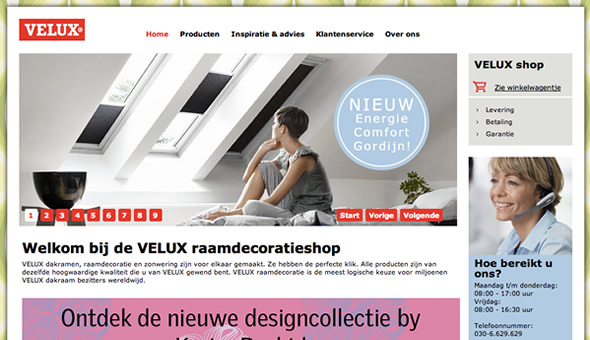 VELUX®
Home Producten Inspiratie & advies Klantenservice Over ons
NIEUW
Energie
Comfort
Gordijn!
1 2 3 4 5 6 7 8 9
Start Vorige Volgende
VELUX shop
Zie winkelwagentje
› Levering
› Betaling
› Garantie
Welkom bij de VELUX raamdecoratieshop
VELUX dakramen, raamdecoratie en zonwering zijn voor elkaar gemaakt. Ze hebben de perfecte klik. Alle producten zijn van
dezelfde hoogwaardige kwaliteit die u van VELUX gewend bent. VELUX raamdecoratie is de meest logische keuze voor miljoenen
VELUX dakraam bezitters wereldwijd.
Ontdek de nieuwe designcollectie by
Hoe bereikt u
ons?
Maandag t/m donderdag:
08:00 - 17:00 uur
Vrijdag:
08:00 - 16:30 uur
Telefoonnummer:
030-6.629.629